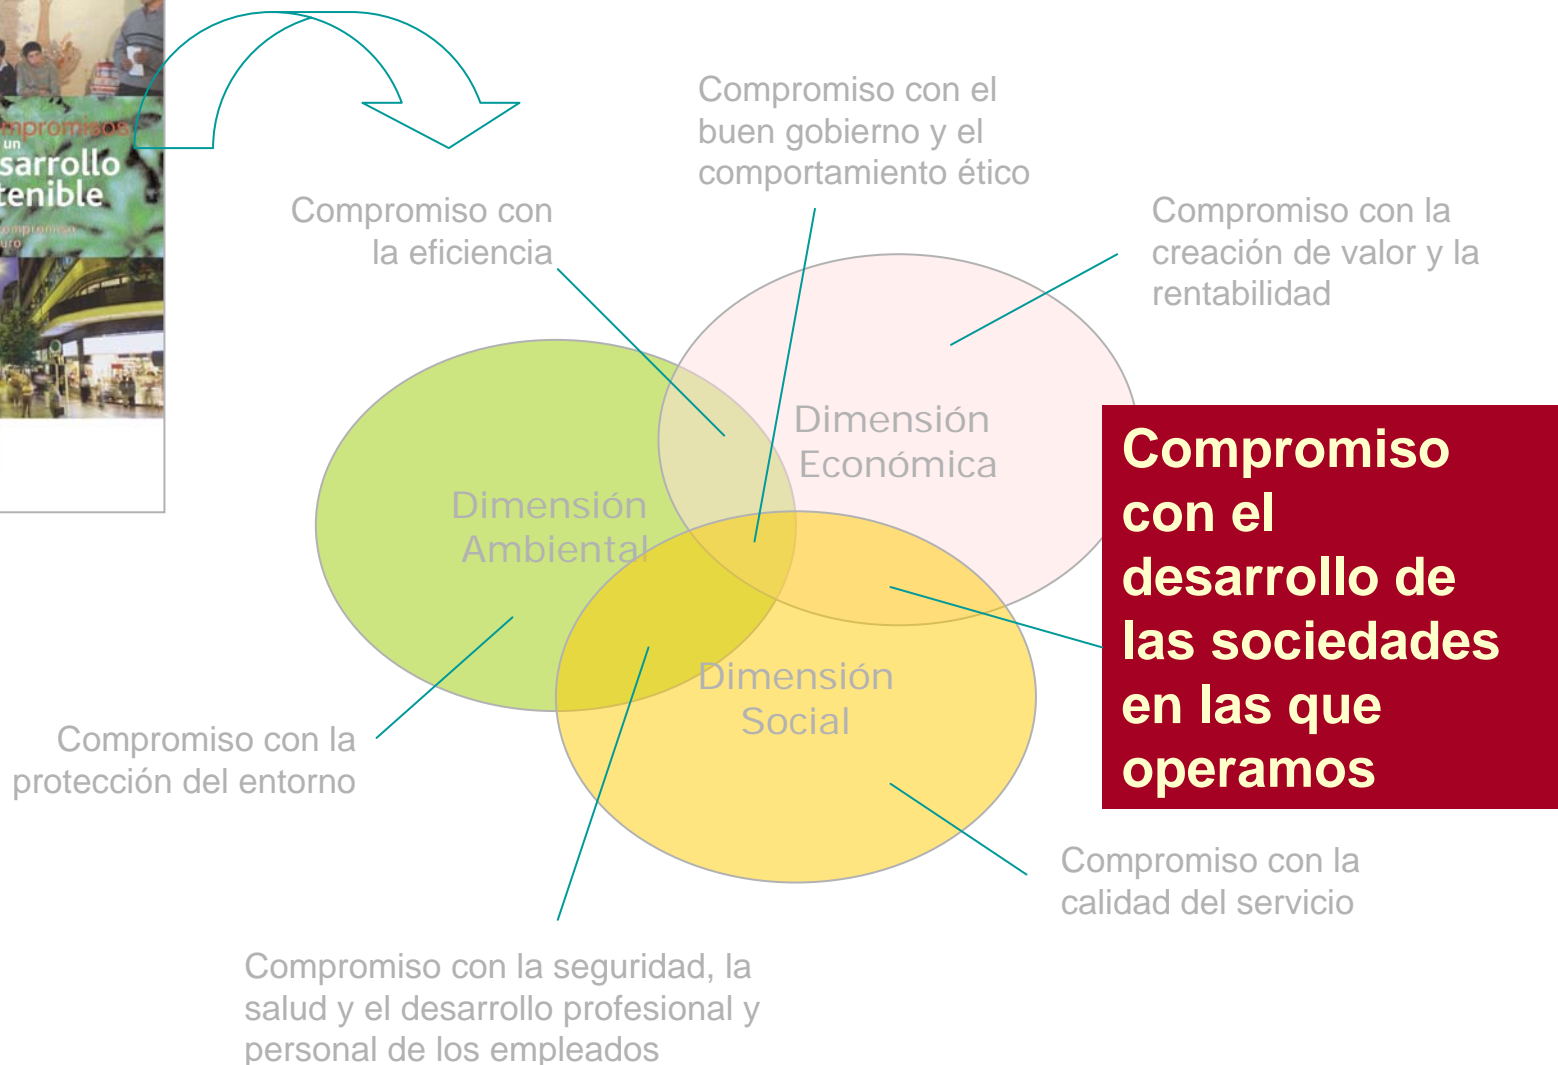 un
sarrollo
tenible
Compromiso con el
buen gobierno y el
comportamiento ético
Compromiso con
la eficiencia
Compromiso con la
creación de valor y la
rentabilidad
Dimensión
Económica
Dimensión
Ambiental
Dimensión
Social
Compromiso
con el
desarrollo de
las sociedades
en las que
operamos
Compromiso con la
protección del entorno
Compromiso con la
calidad del servicio
Compromiso con la seguridad, la
salud y el desarrollo profesional y
personal de los empleados